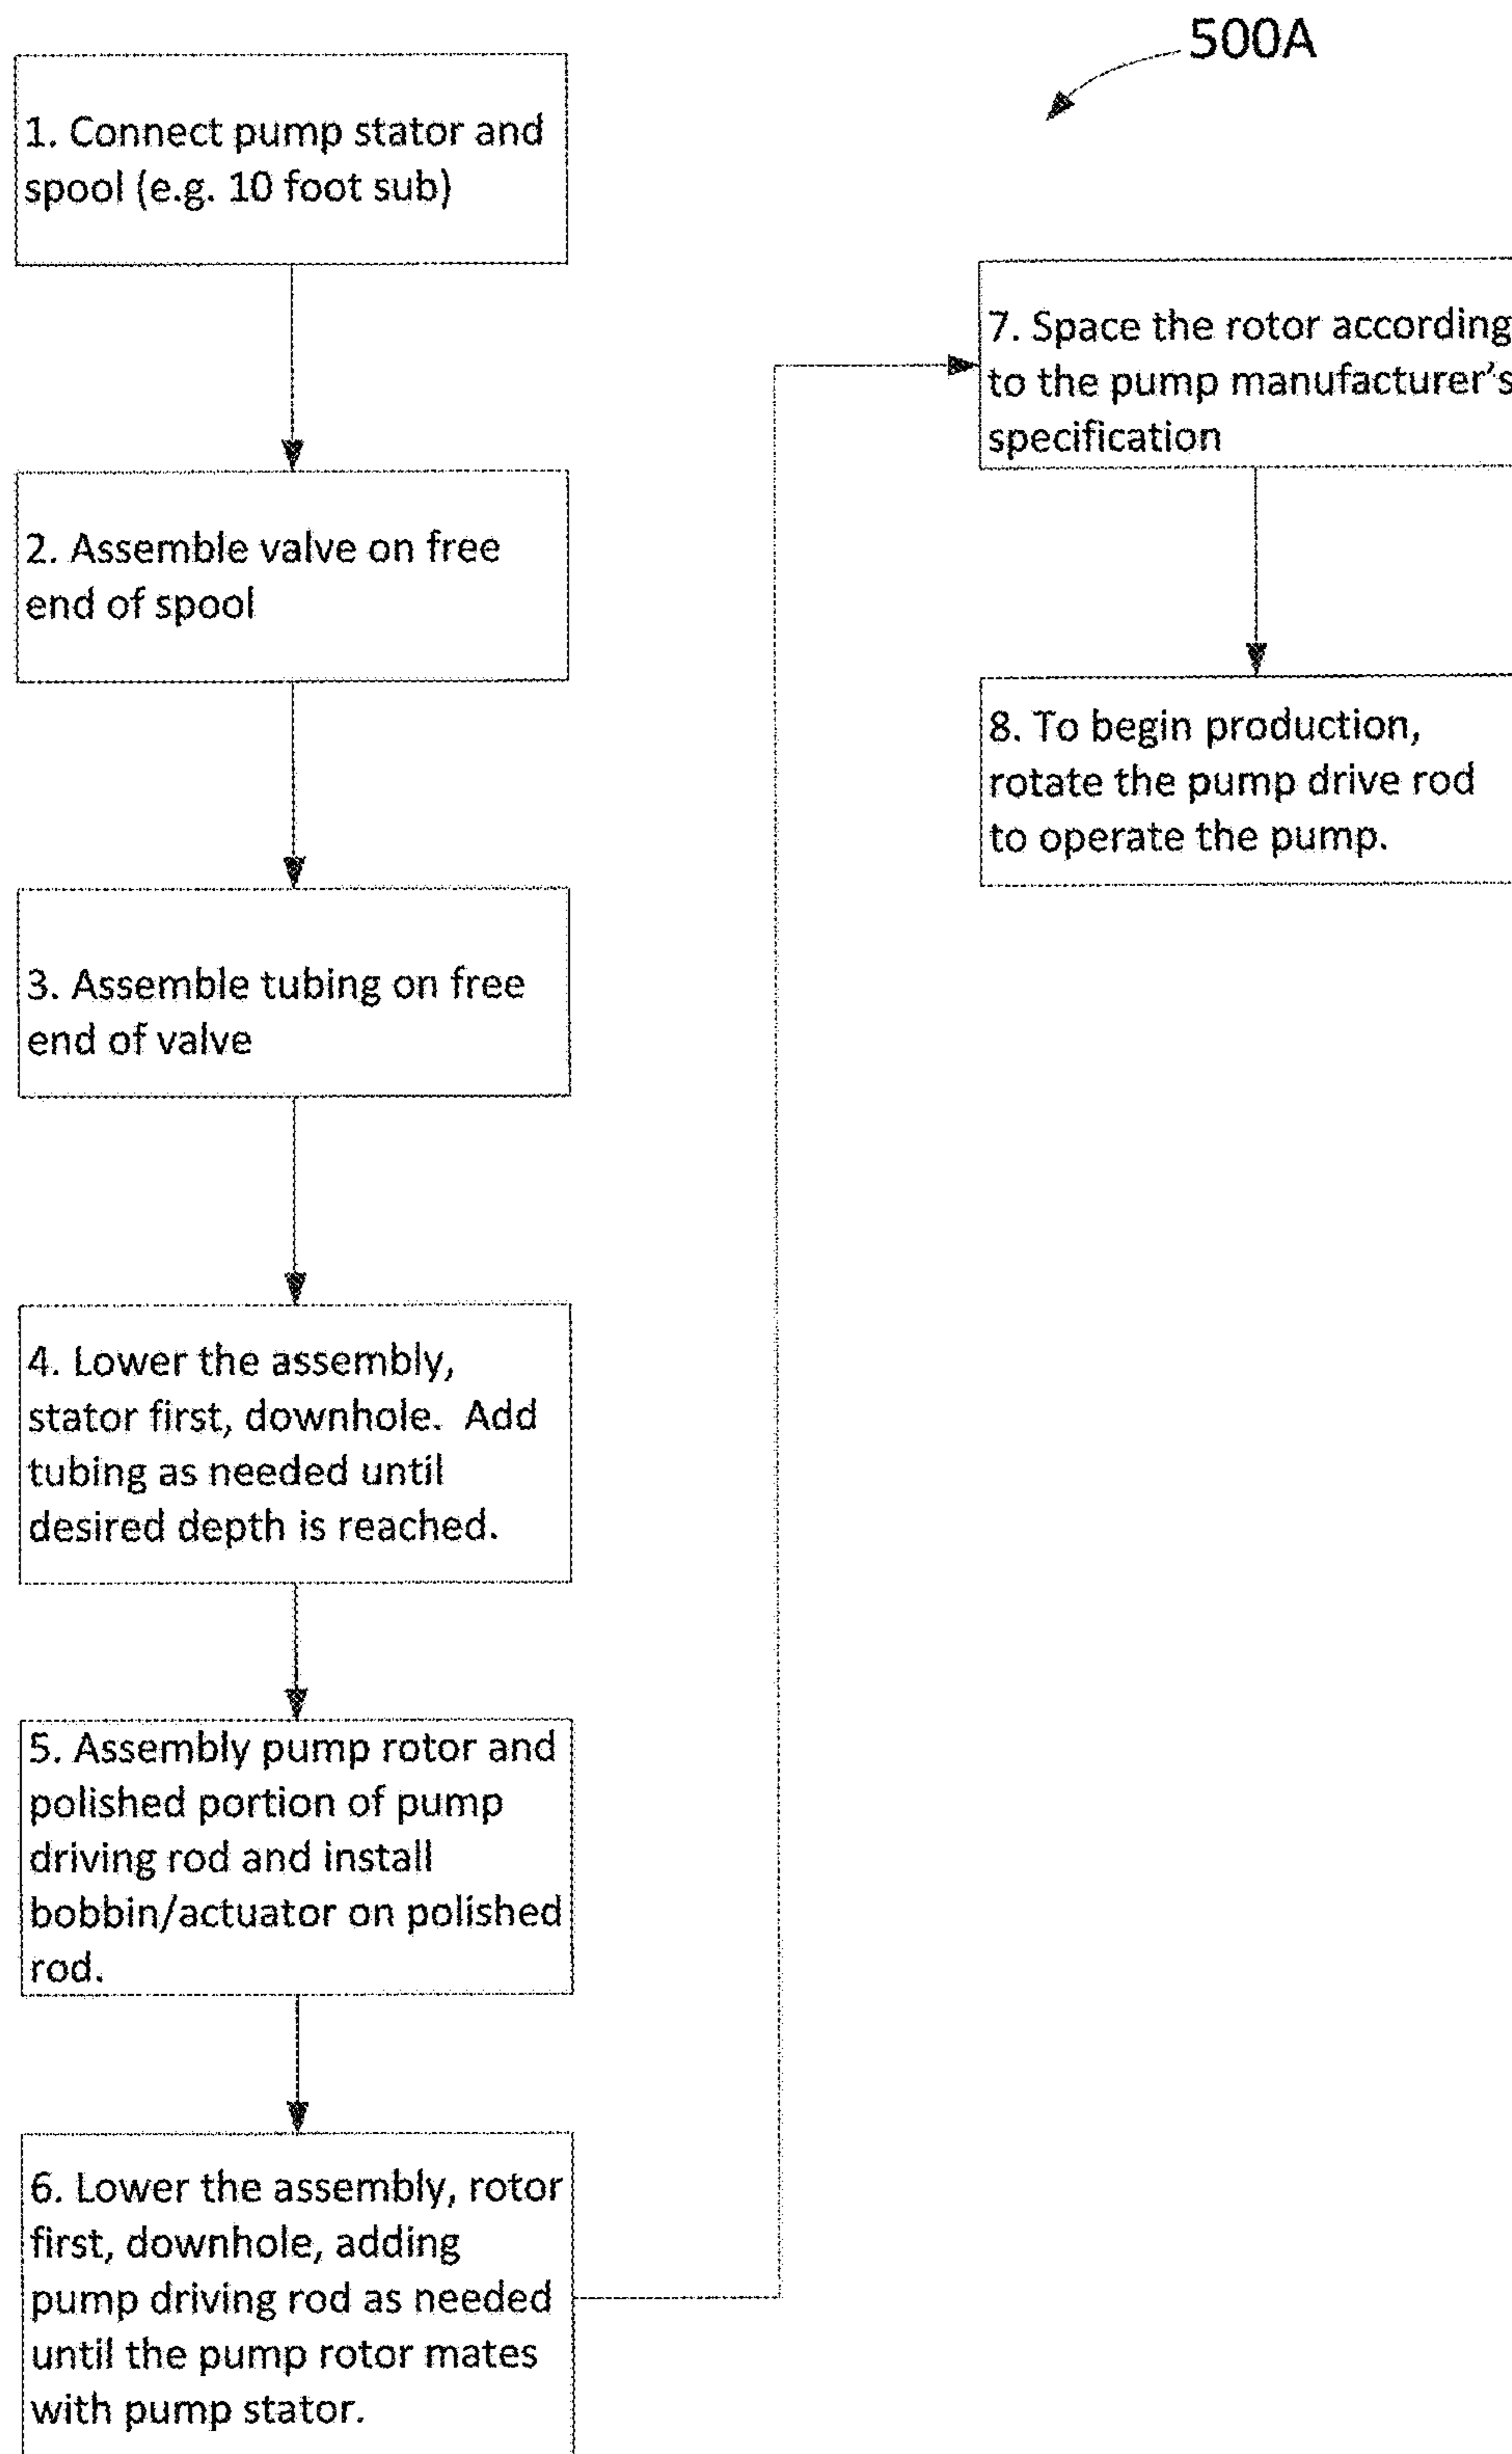 500A
1. Connect pump stator and
spool (e.g. 10 foot sub)
2. Assemble valve on free
end of spool
3. Assemble tubing on free
end of valve
4. Lower the assembly,
stator first, downhole.  Add
tubing as needed until
desired depth is reached.
5. Assembly pump rotor and
polished portion of pump
driving rod and install
bobbin/actuator on polished
rod.
6. Lower the assembly, rotor
first, downhole, adding
pump driving rod as needed
until the pump rotor mates
with pump stator.
7. Space the rotor according
to the pump manufacturer's
specification
8. To begin production,
rotate the pump drive rod
to operate the pump.